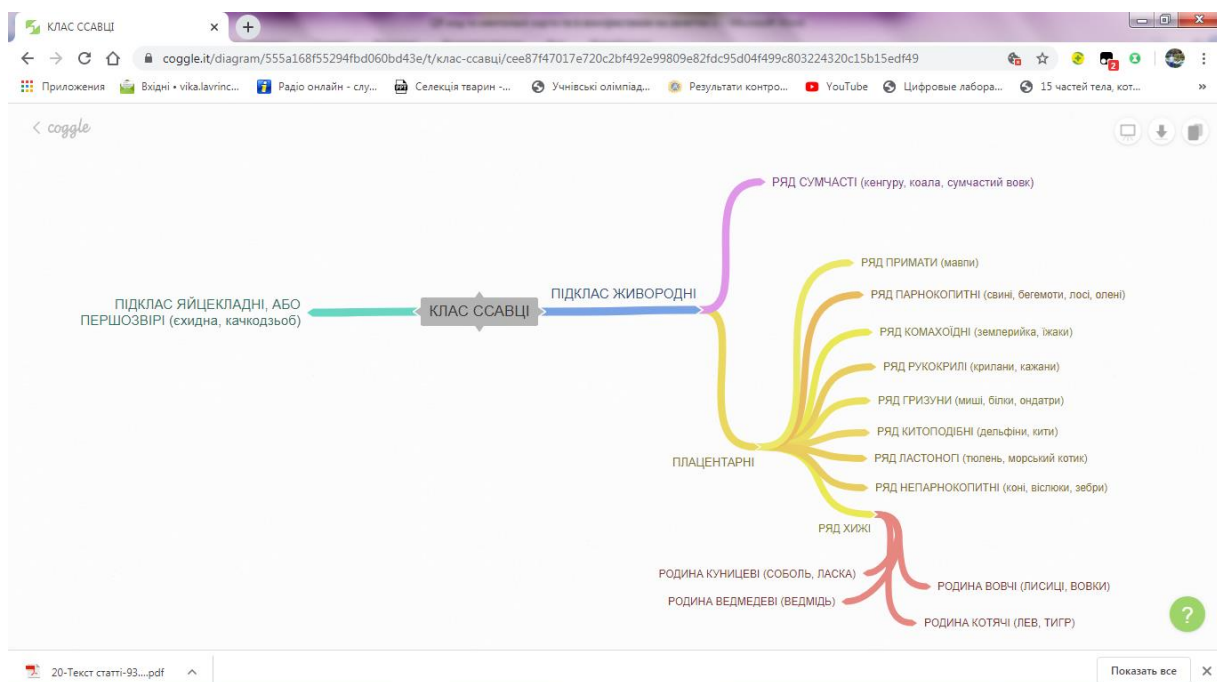 КЛАС ССАВЦІ
coggle.it/diagram/555a168f55294fbd060bd43e/t/клас-ссавці/cee87f47017e720c2bf492e99809e82fdc95d04f499c803224320c15b15edf49
2
Приложения
Вхідні • vika.lavrinc...
Радіо онлайн - слу...
Селекція тварин -...
Учнівські олімпіад...
Результати контро...
YouTube
Цифровые лабора...
15 частей тела, кот...
»
< coggle
РЯД СУМЧАСТІ (кенгуру, коала, сумчастий вовк)
РЯД ПРИМАТИ (мавпи)
ПІДКЛАС ЯЙЦЕКЛАДНІ, АБО
ПЕРШОЗВІРІ (єхидна, качкодзьоб)
КЛАС ССАВЦІ
ПІДКЛАС ЖИВОРОДНІ
РЯД ПАРНОКОПИТНІ (свині, бегемоти, лосі, олені)
РЯД КОМАХОЇДНІ (землерийка, їжаки)
РЯД РУКОКРИЛІ (крилани, кажани)
РЯД ГРИЗУНИ (миші, білки, ондатри)
РЯД КИТОПОДІБНІ (дельфіни, кити)
ПЛАЦЕНТАРНІ
РЯД ЛАСТОНОГІ (тюлень, морський котик)
РЯД НЕПАРНОКОПИТНІ (коні, віслюки, зебри)
РЯД ХИЖІ
РОДИНА КУНИЦЕВІ (СОБОЛЬ, ЛАСКА)
РОДИНА ВОВЧІ (ЛИСИЦІ, ВОВКИ)
РОДИНА ВЕДМЕДЕВІ (ВЕДМІДЬ)
РОДИНА КОТЯЧІ (ЛЕВ, ТИГР)
?
20-Текст статті-93....pdf
Показать все